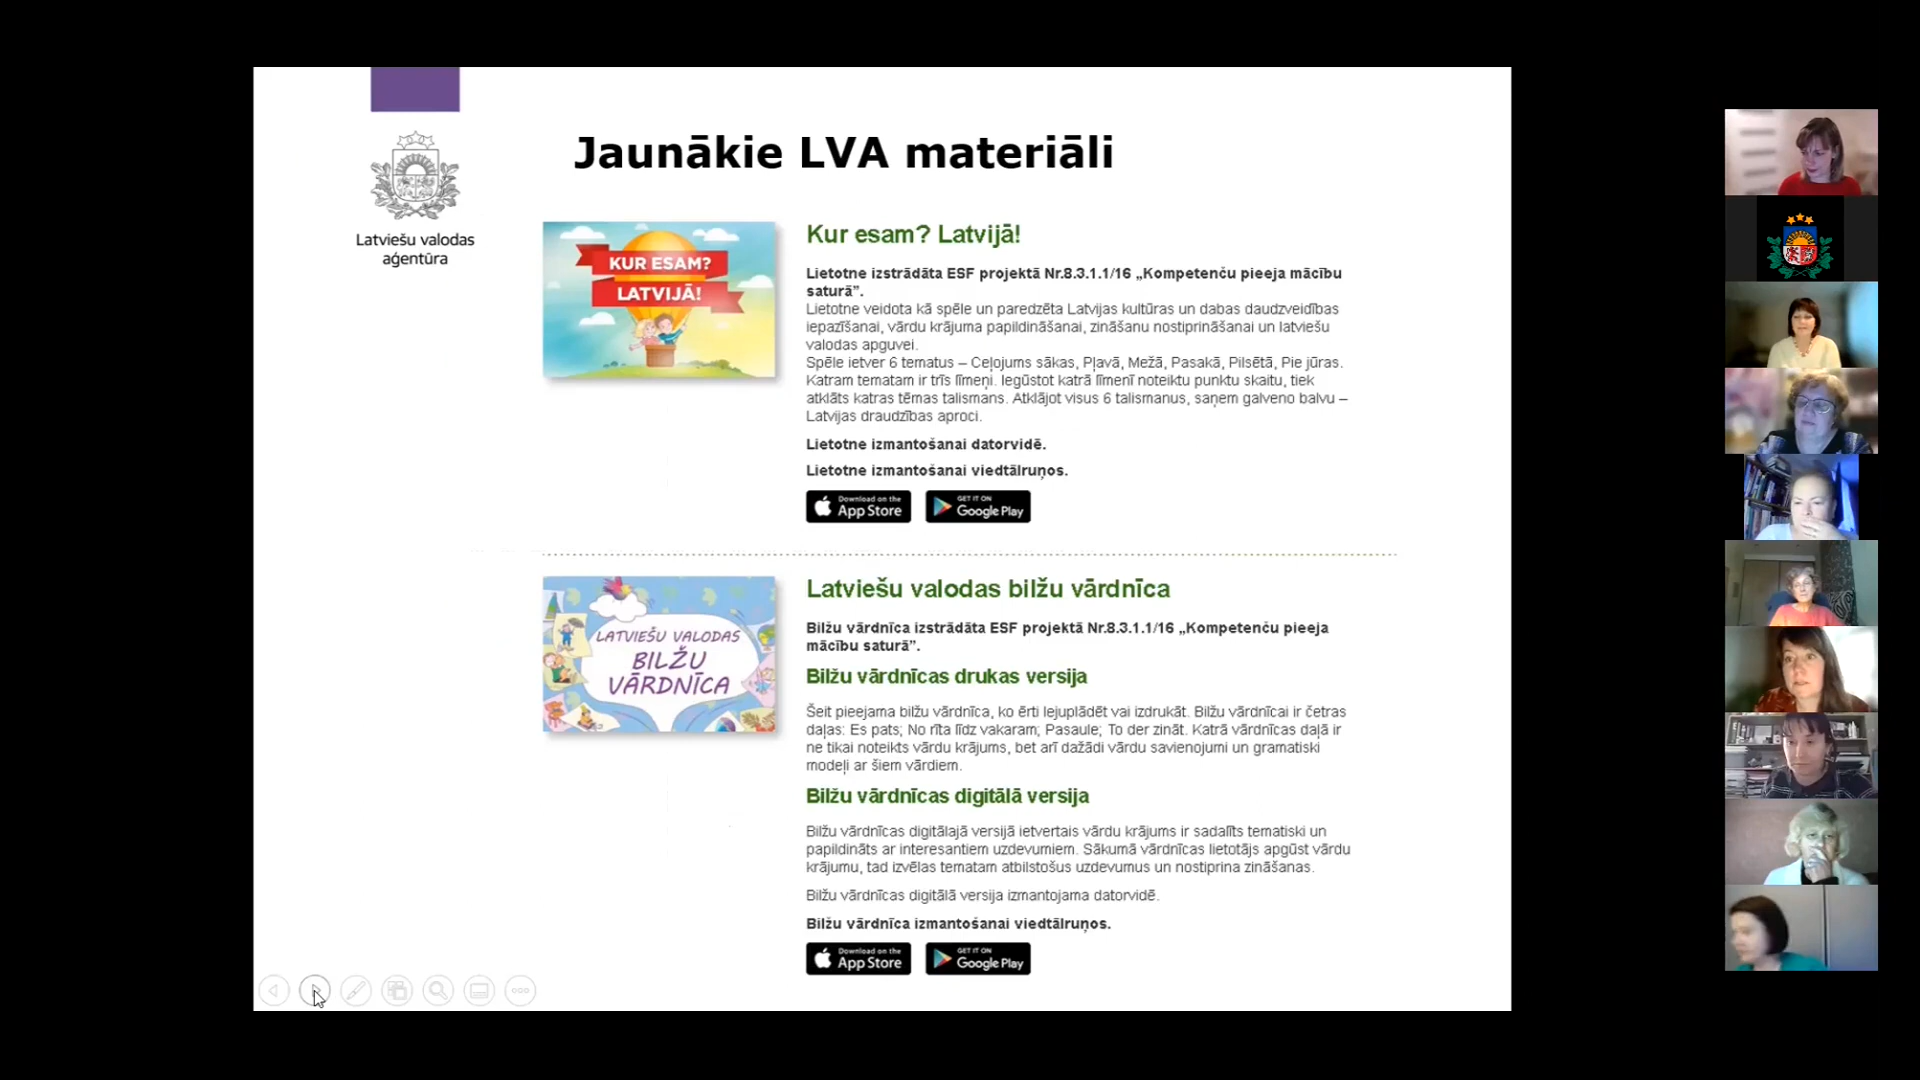 Jaunākie LVA materiāli
Latviešu valodas
aģentūra
KUR ESAM?
LATVIJĀ!
Kur esam? Latvijā!
Lietotne izstrādāta ESF projektā Nr.8.3.1.1/16 „Kompetenču pieeja mācību
saturā”.
Lietotne veidota kā spēle un paredzēta Latvijas kultūras un dabas daudzveidības
iepazīšanai, vārdu krājuma papildināšanai, zināšanu nostiprināšanai un latviešu
valodas apguvei.
Spēle ietver 6 tematus – Ceļojums sākas, Pļavā, Mežā, Pasakā, Pilsētā, Pie jūras.
Katram tematam ir trīs līmeņi. Iegūstot katrā līmenī noteiktu punktu skaitu, tiek
atklāts katras tēmas talismans. Atklājot visus 6 talismanus, saņem galveno balvu –
Latvijas draudzības aproci.
Lietotne izmantošanai datorvidē.
Lietotne izmantošanai viedtālruņos.
Download on the
App Store
GET IT ON
Google Play
LATVIEŠU VALODAS
BILŽU
VĀRDNĪCA
Latviešu valodas bilžu vārdnīca
Bilžu vārdnīca izstrādāta ESF projektā Nr.8.3.1.1/16 „Kompetenču pieeja
mācību saturā”.
Bilžu vārdnīcas drukas versija
Šeit pieejama bilžu vārdnīca, ko ērti lejuplādēt vai izdrukāt. Bilžu vārdnīcai ir četras
daļas: Es pats; No rīta līdz vakaram; Pasaule; To der zināt. Katrā vārdnīcas daļā ir
ne tikai noteikts vārdu krājums, bet arī dažādi vārdu savienojumi un gramatiski
modeļi ar šiem vārdiem.
Bilžu vārdnīcas digitālā versija
Bilžu vārdnīcas digitālajā versijā ietvertais vārdu krājums ir sadalīts tematiski un
papildināts ar interesantiem uzdevumiem. Sākumā vārdnīcas lietotājs apgūst vārdu
krājumu, tad izvēlas tematam atbilstošus uzdevumus un nostiprina zināšanas.
Bilžu vārdnīcas digitālā versija izmantojama datorvidē.
Bilžu vārdnīca izmantošanai viedtālruņos.
Download on the
App Store
GET IT ON
Google Play